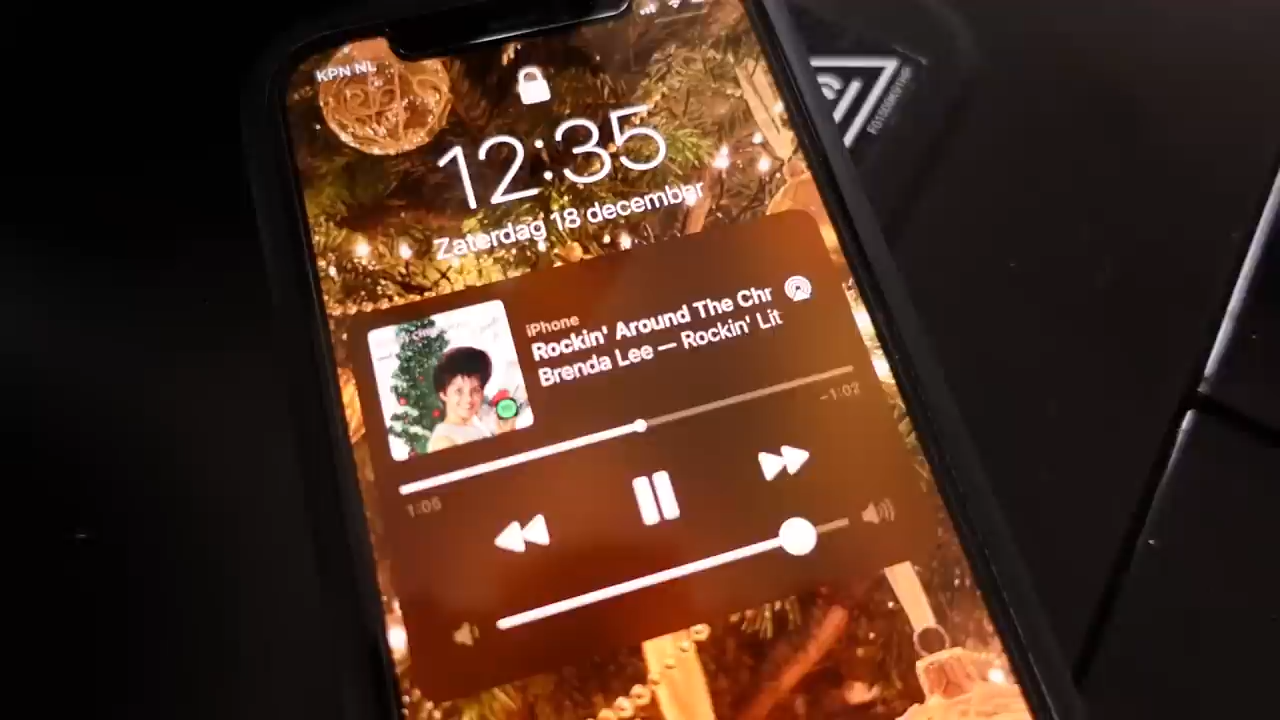 KPN NL
12:35
Zaterdag 18 december
iPhone
Rockin' Around The Chr
Brenda Lee — Rockin' Lit
1:06
-1:02